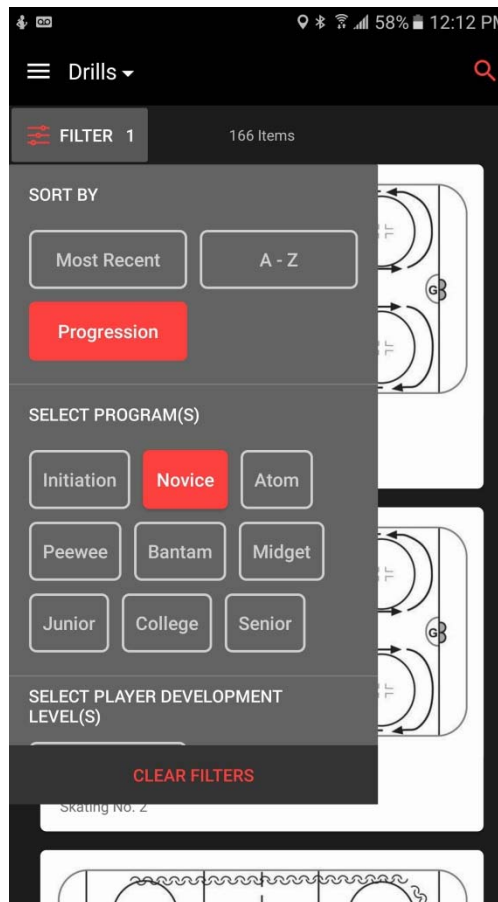 58% 12:12 PM
Drills
FILTER 1 166 Items
SORT BY
Most Recent A - Z
Progression
SELECT PROGRAM(S)
Initiation Novice Atom
Peewee Bantam Midget
Junior College Senior
SELECT PLAYER DEVELOPMENT
LEVEL(S)
CLEAR FILTERS
Skating No. 2
G
G